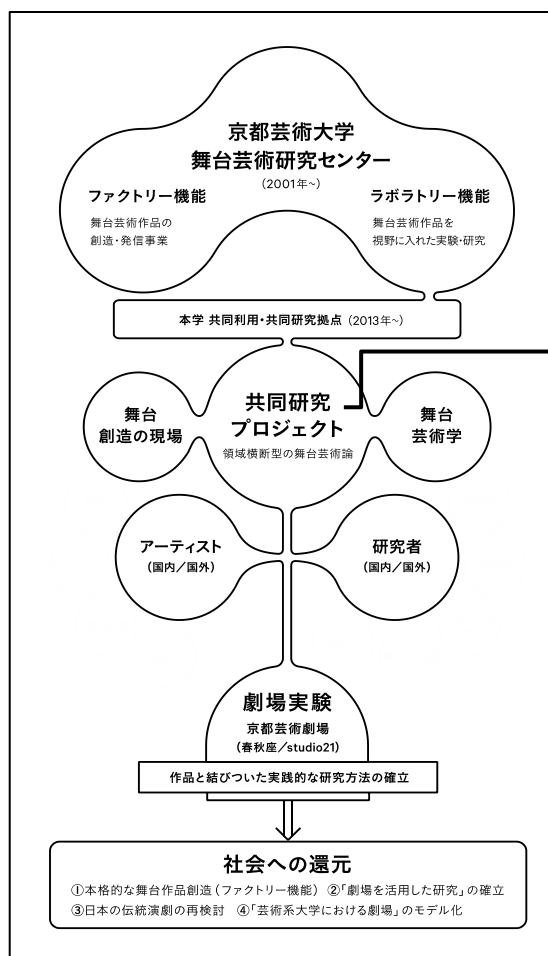 京都芸術大学
舞台芸術研究センター
(2001年~)
ファクトリー機能
舞台芸術作品の
創造・発信事業
ラボラトリー機能
舞台芸術作品を
視野に入れた実験・研究
本学 共同利用・共同研究拠点 (2013年~)
舞台
創造の現場
共同研究
プロジェクト
領域横断型の舞台芸術論
舞台
芸術学
アーティスト
(国内/国外)
研究者
(国内/国外)
劇場実験
京都芸術劇場
(春秋座/studio21)
作品と結びついた実践的な研究方法の確立
社会への還元
①本格的な舞台作品創造(ファクトリー機能) ②「劇場を活用した研究」の確立
③日本の伝統演劇の再検討 ④「芸術系大学における劇場」のモデル化